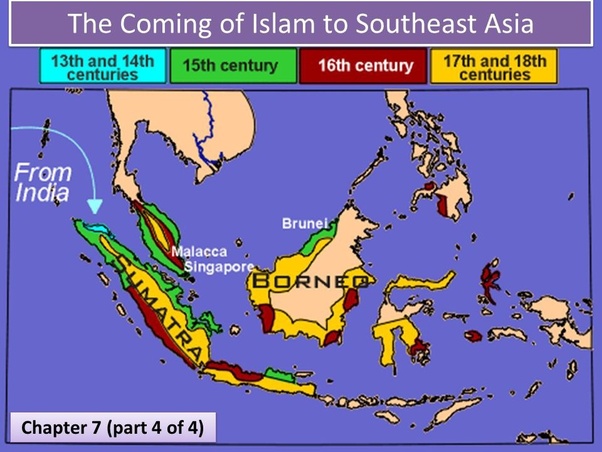 The Coming of Islam to Southeast Asia
13th and 14th
centuries
15th century
16th century
17th and 18th
centuries
From
India
Brunei
Malacca
Singapore
BORNEO
SUMATRA
Chapter 7 (part 4 of 4)